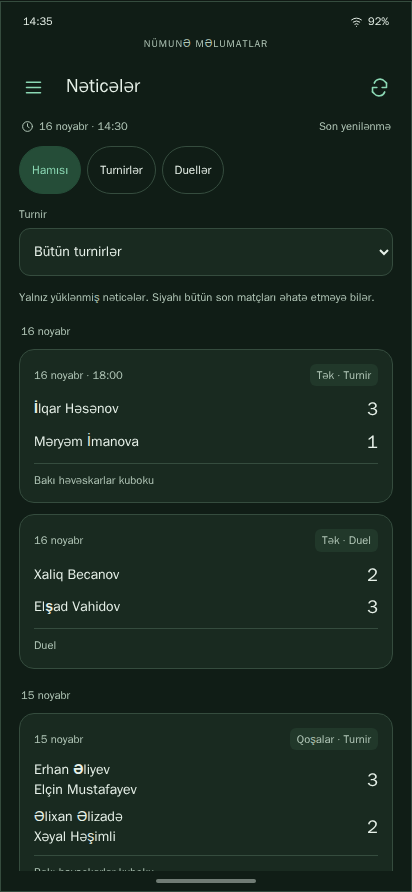 14:35
92%
NÜMUNƏ MƏLUMATLAR
Nəticələr
16 noyabr · 14:30
Son yenilənmə
Hamısı
Turnirlər
Duellər
Turnir
Bütün turnirlər
Yalnız yüklənmiş nəticələr. Siyahı bütün son matçları əhatə etməyə bilər.
16 noyabr
16 noyabr · 18:00
Tək · Turnir
İlqar Həsənov 3
Məryəm İmanova 1
Bakı həvəskarlar kuboku
16 noyabr
Tək · Duel
Xaliq Becanov 2
Elşad Vahidov 3
Duel
15 noyabr
15 noyabr
Qoşalar · Turnir
Erhan Əliyev
Elçin Mustafayev
3
Əlixan Əlizadə
Xəyal Həşimli
2
Bakı həvəskarlar kuboku